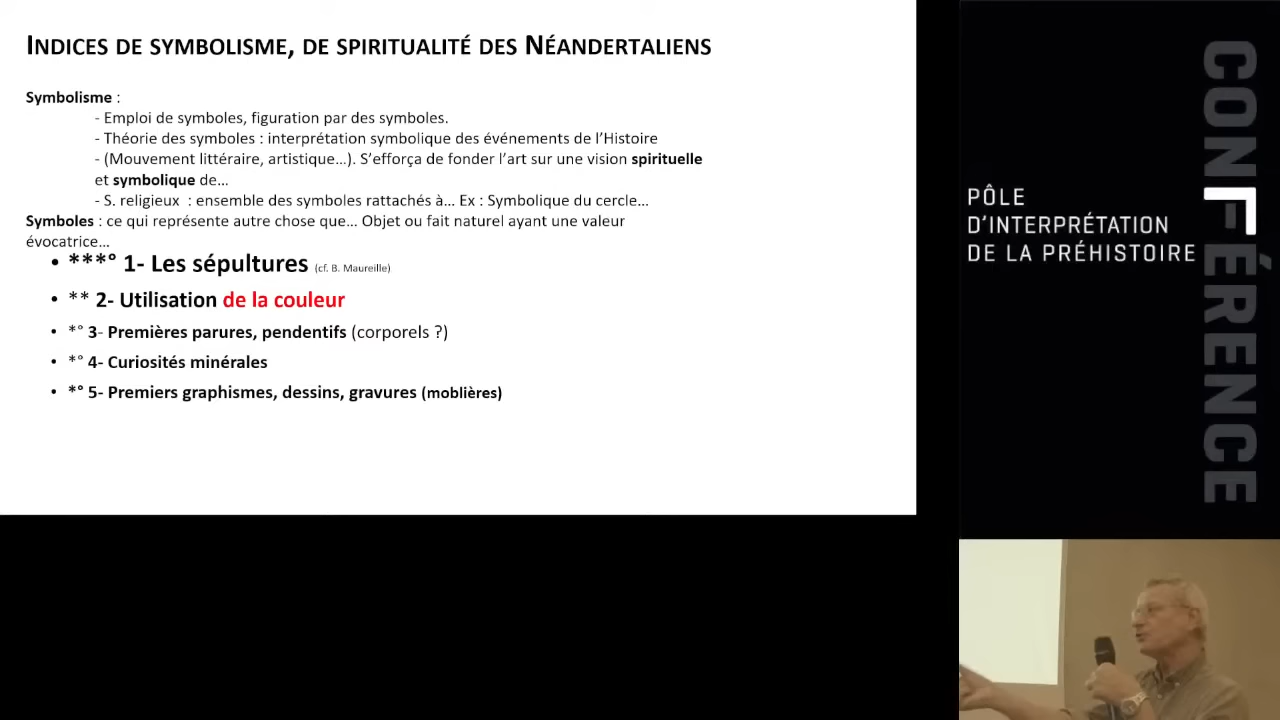 INDICES DE SYMBOLISME, DE SPIRITUALITÉ DES NÉANDERTALIENS
Symbolisme :
- Emploi de symboles, figuration par des symboles.
- Théorie des symboles : interprétation symbolique des événements de l’Histoire
- (Mouvement littéraire, artistique…). S’efforça de fonder l’art sur une vision spirituelle
et symbolique de…
- S. religieux : ensemble des symboles rattachés à… Ex : Symbolique du cercle…
Symboles : ce qui représente autre chose que… Objet ou fait naturel ayant une valeur
évocatrice…
• ***° 1- Les sépultures (cf. B. Maureille)
• ** 2- Utilisation de la couleur
• *° 3- Premières parures, pendentifs (corporels ?)
• *° 4- Curiosités minérales
• *° 5- Premiers graphismes, dessins, gravures (moblières)
PÔLE
D’INTERPRÉTATION
DE LA PRÉHISTOIRE
CONFÉRENCE